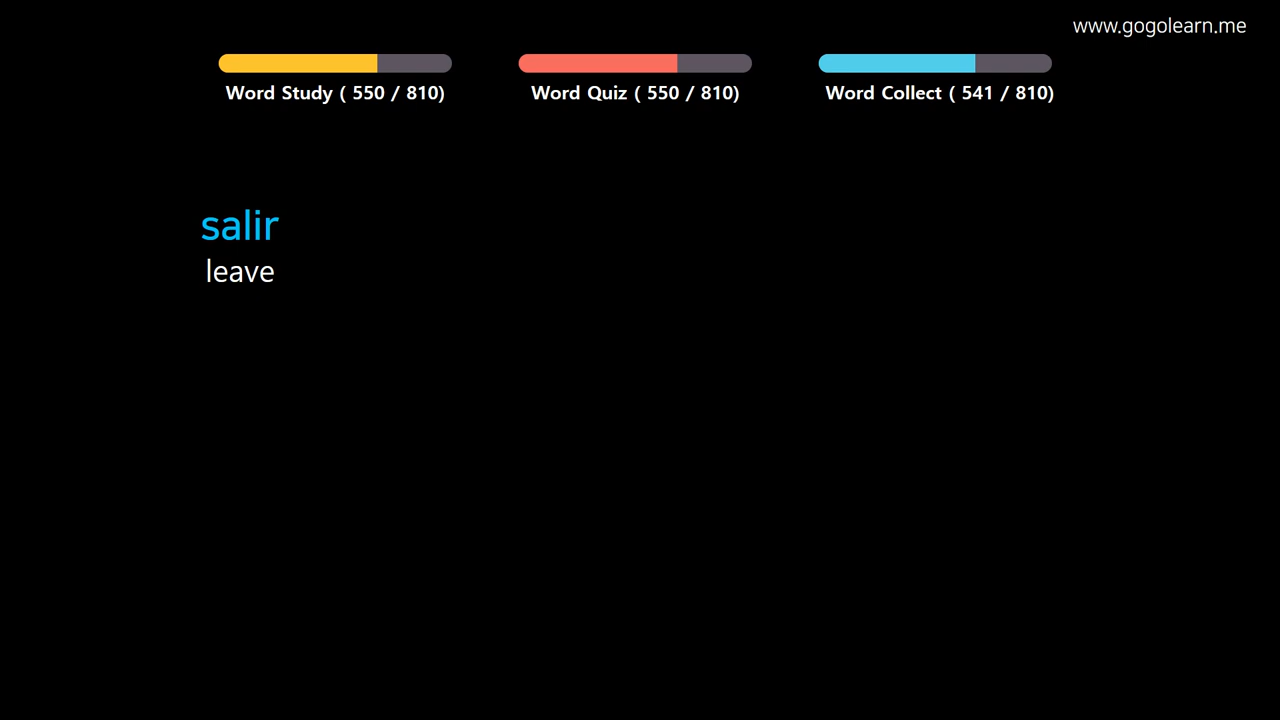 www.gogolearn.me
Word Study ( 550 / 810)
Word Quiz ( 550 / 810)
Word Collect ( 541 / 810)
salir
leave